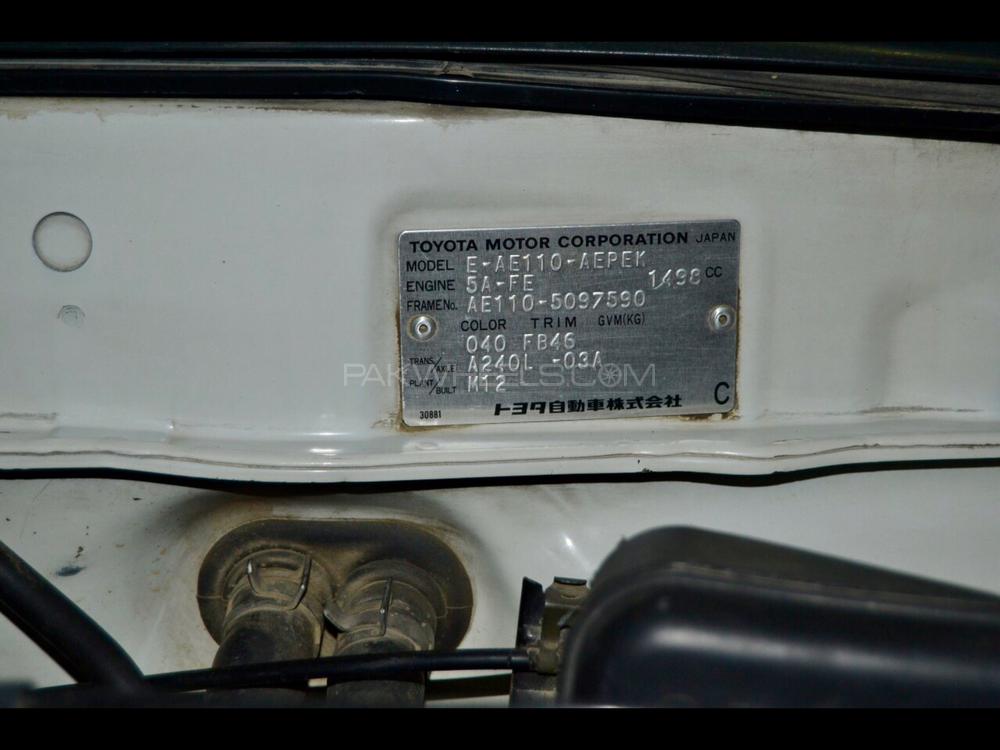 TOYOTA MOTOR CORPORATION JAPAN
MODEL E-AE110-AEPEK
ENGINE 5A-FE 1498 CC
FRAME No. AE110-5097590
COLOR TRIM GVM(KG)
040 FB46
TRANS/AXLE A240L -03A
PAKWHEELS.COM
PLANT/BUILT M12
30881 トヨタ自動車株式会社 C